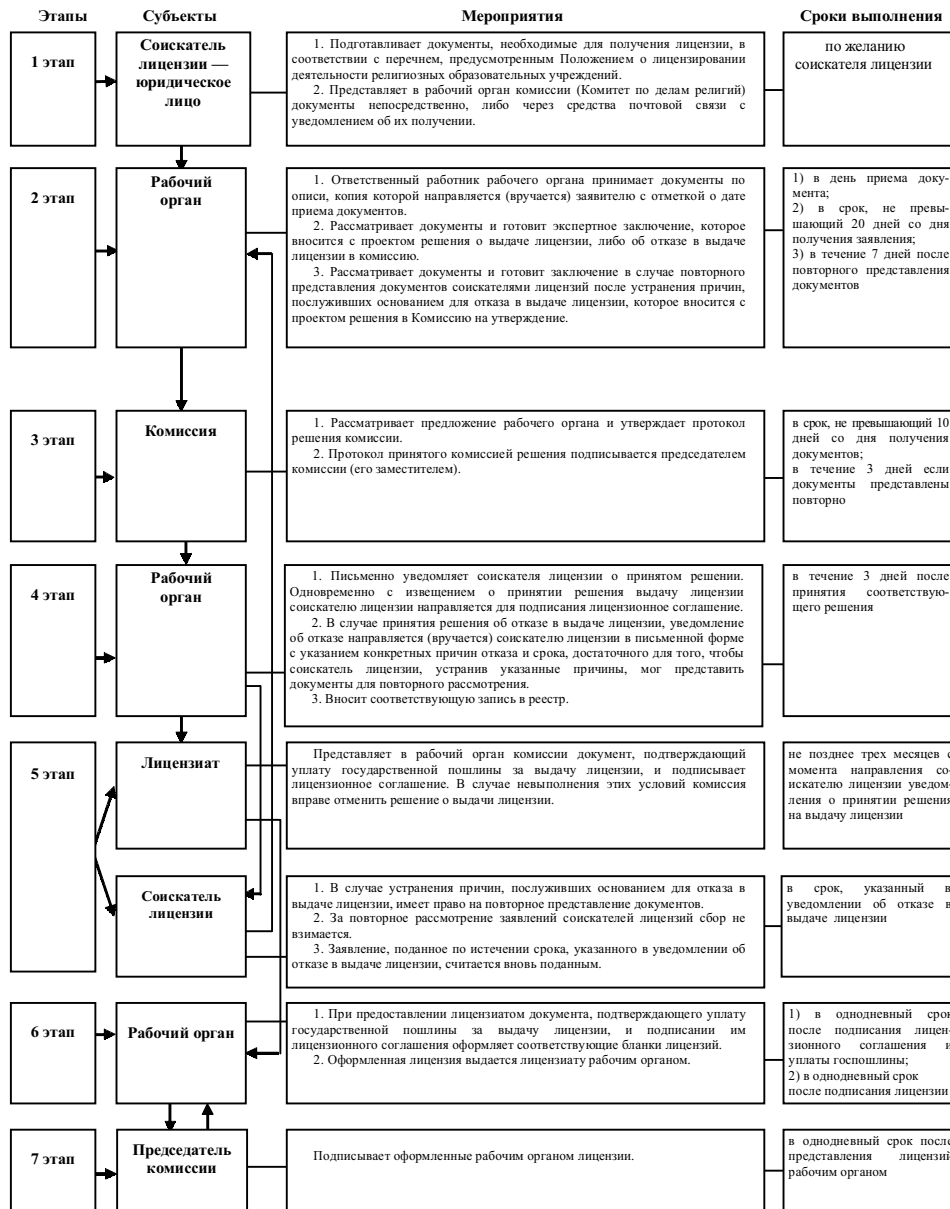 Этапы Субъекты Мероприятия Сроки выполнения
1 этап
Соискатель
лицензии —
юридическое
лицо
1. Подготавливает документы, необходимые для получения лицензии, в
соответствии с перечнем, предусмотренным Положением о лицензировании
деятельности религиозных образовательных учреждений.
2. Представляет в рабочий орган комиссии (Комитет по делам религий)
документы непосредственно, либо через средства почтовой связи с
уведомлением об их получении.
по желанию
соискателя лицензии
2 этап
Рабочий
орган
1. Ответственный работник рабочего органа принимает документы по
описи, копия которой направляется (вручается) заявителю с отметкой о дате
приема документов.
2. Рассматривает документы и готовит экспертное заключение, которое
вносится с проектом решения о выдаче лицензии, либо об отказе в выдаче
лицензии в комиссию.
3. Рассматривает документы и готовит заключение в случае повторного
представления документов соискателями лицензий после устранения причин,
послуживших основанием для отказа в выдаче лицензии, которое вносится с
проектом решения в Комиссию на утверждение.
1) в день приема доку-
мента;
2) в срок, не превы-
шающий 20 дней со дня
получения заявления;
3) в течение 7 дней после
повторного представления
документов
3 этап
Комиссия
1. Рассматривает предложение рабочего органа и утверждает протокол
решения комиссии.
2. Протокол принятого комиссией решения подписывается председателем
комиссии (его заместителем).
в срок, не превышающий 10
дней со дня получения
документов;
в течение 3 дней если
документы представлены
повторно
4 этап
Рабочий
орган
1. Письменно уведомляет соискателя лицензии о принятом решении.
Одновременно с извещением о принятии решения выдачу лицензии
соискателю лицензии направляется для подписания лицензионное соглашение.
2. В случае принятия решения об отказе в выдаче лицензии, уведомление
об отказе направляется (вручается) соискателю лицензии в письменной форме
с указанием конкретных причин отказа и срока, достаточного для того, чтобы
соискатель лицензии, устранив указанные причины, мог представить
документы для повторного рассмотрения.
3. Вносит соответствующую запись в реестр.
в течение 3 дней после
принятия соответствую-
щего решения
5 этап
Лицензиат
Представляет в рабочий орган комиссии документ, подтверждающий
уплату государственной пошлины за выдачу лицензии, и подписывает
лицензионное соглашение. В случае невыполнения этих условий комиссия
вправе отменить решение о выдачи лицензии.
не позднее трех месяцев с
момента направления со-
искателю лицензии уведом-
ления о принятии решения
на выдачу лицензии
Соискатель
лицензии
1. В случае устранения причин, послуживших основанием для отказа в
выдаче лицензии, имеет право на повторное представление документов.
2. За повторное рассмотрение заявлений соискателей лицензий сбор не
взимается.
3. Заявление, поданное по истечении срока, указанного в уведомлении об
отказе в выдаче лицензии, считается вновь поданным.
в срок, указанный в
уведомлении об отказе в
выдаче лицензии
6 этап
Рабочий орган
1. При предоставлении лицензиатом документа, подтверждающего уплату
государственной пошлины за выдачу лицензии, и подписании им
лицензионного соглашения оформляет соответствующие бланки лицензий.
2. Оформленная лицензия выдается лицензиату рабочим органом.
1) в однодневный срок
после подписания лицен-
зионного соглашения и
уплаты госпошлины;
2) в однодневный срок
после подписания лицензии
7 этап
Председатель
комиссии
Подписывает оформленные рабочим органом лицензии.
в однодневный срок после
представления лицензий
рабочим органом